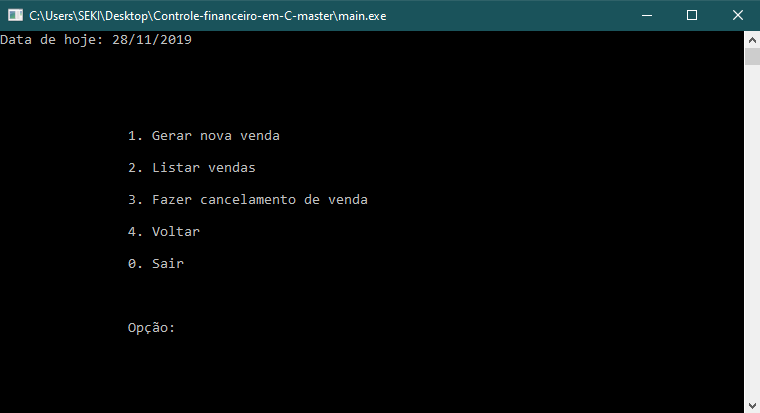 C:\Users\SEKI\Desktop\Controle-financeiro-em-C-master\main.exe
Data de hoje: 28/11/2019
1. Gerar nova venda
2. Listar vendas
3. Fazer cancelamento de venda
4. Voltar
0. Sair
Opção: